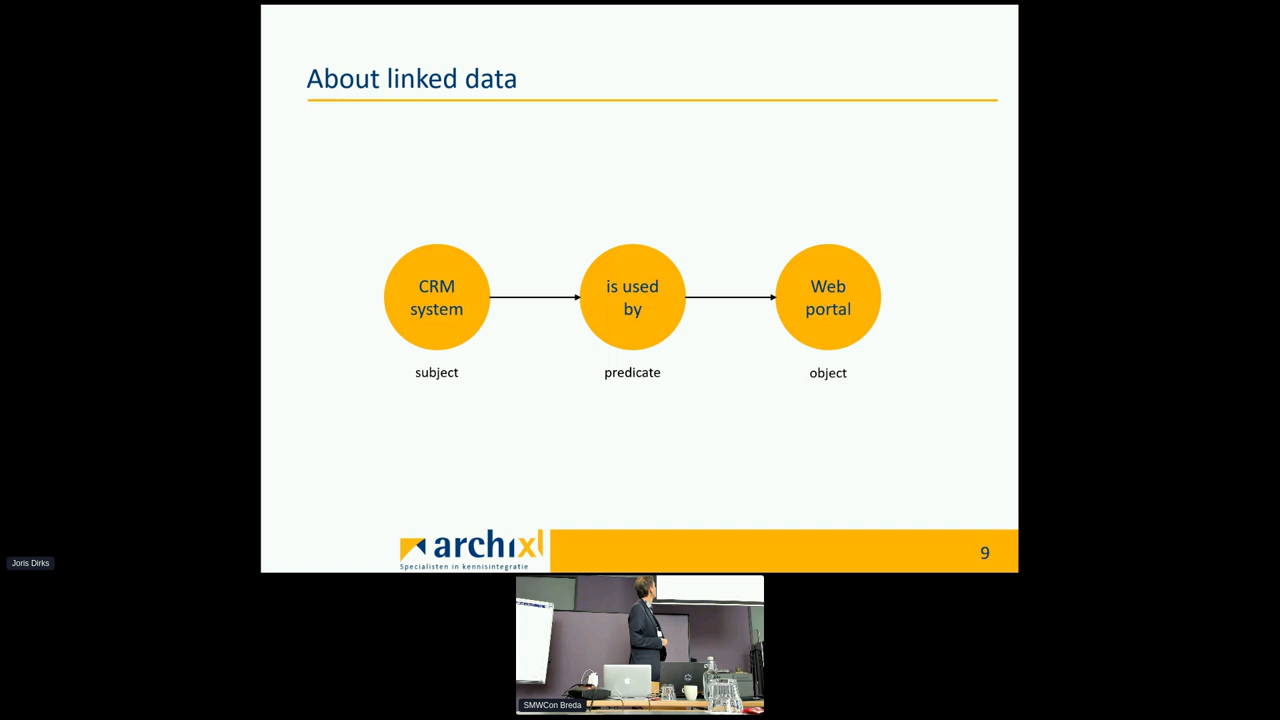 About linked data
CRM
system
is used
by
Web
portal
subject
predicate
object
archixl
Specialisten in kennisintegratie
9
Joris Dirks
SMWCon Breda